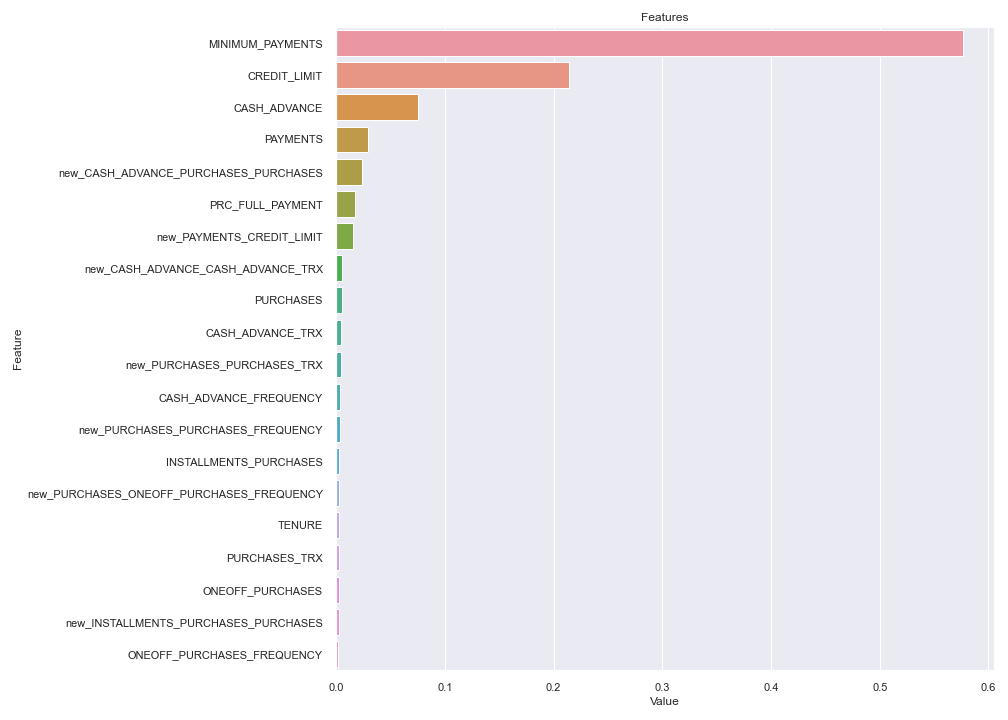 Features
MINIMUM_PAYMENTS
CREDIT_LIMIT
CASH_ADVANCE
PAYMENTS
new_CASH_ADVANCE_PURCHASES_PURCHASES
PRC_FULL_PAYMENT
new_PAYMENTS_CREDIT_LIMIT
new_CASH_ADVANCE_CASH_ADVANCE_TRX
PURCHASES
CASH_ADVANCE_TRX
new_PURCHASES_PURCHASES_TRX
CASH_ADVANCE_FREQUENCY
new_PURCHASES_PURCHASES_FREQUENCY
INSTALLMENTS_PURCHASES
new_PURCHASES_ONEOFF_PURCHASES_FREQUENCY
TENURE
PURCHASES_TRX
ONEOFF_PURCHASES
new_INSTALLMENTS_PURCHASES_PURCHASES
ONEOFF_PURCHASES_FREQUENCY
Feature
0.0 0.1 0.2 0.3 0.4 0.5 0.6
Value